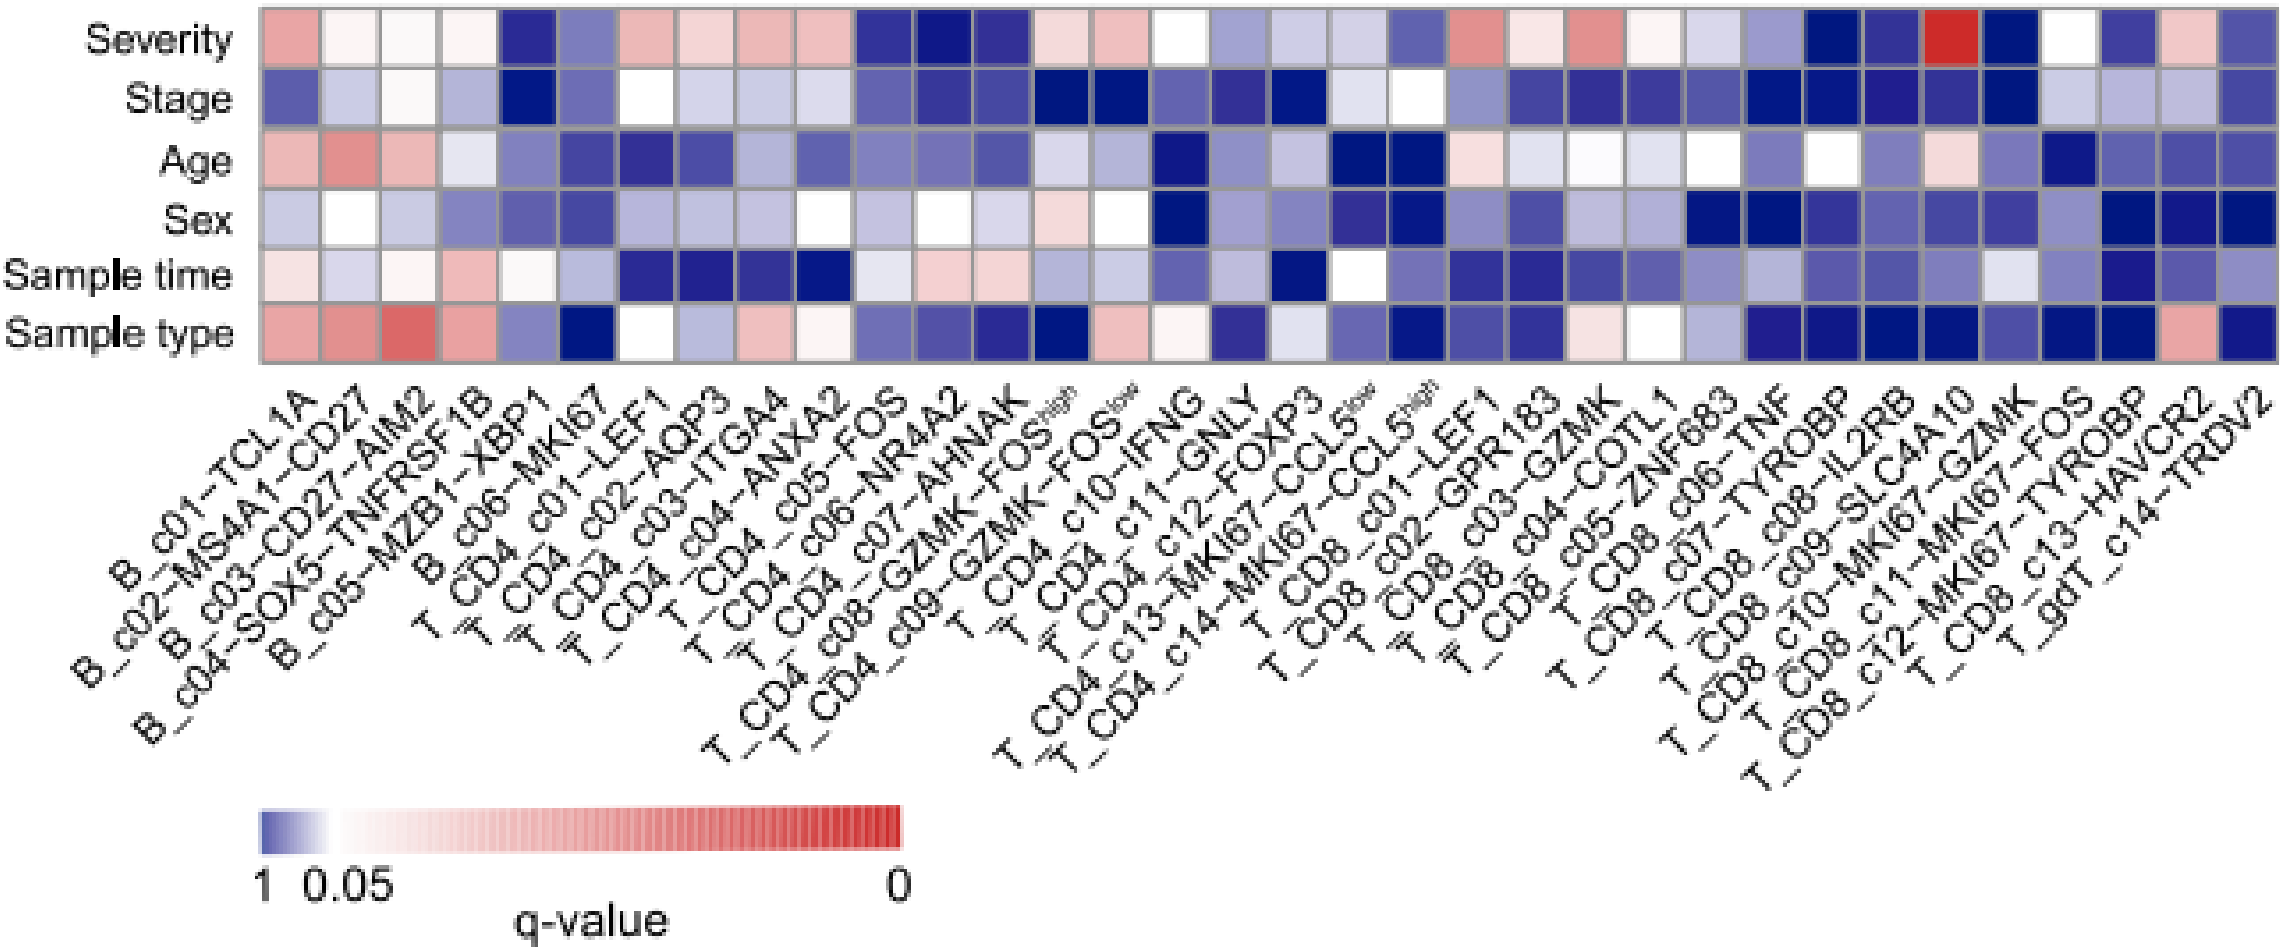 Severity
Stage
Age
Sex
Sample time
Sample type
B_c01−TCL1A
B_c02−MS4A1−CD27
B_c03−CD27−AIM2
B_c04−SOX5−TNFRSF1B
B_c05−MZB1−XBP1
B_c06−MKI67
T_CD4_c01−LEF1
T_CD4_c02−AQP3
T_CD4_c03−ITGA4
T_CD4_c04−ANXA2
T_CD4_c05−FOS
T_CD4_c06−NR4A2
T_CD4_c07−AHNAK
T_CD4_c08−GZMK−FOShigh
T_CD4_c09−GZMK−FOSlow
T_CD4_c10−IFNG
T_CD4_c11−GNLY
T_CD4_c12−FOXP3
T_CD4_c13−MKI67−CCL5low
T_CD4_c14−MKI67−CCL5high
T_CD8_c01−LEF1
T_CD8_c02−GPR183
T_CD8_c03−GZMK
T_CD8_c04−COTL1
T_CD8_c05−ZNF683
T_CD8_c06−TNF
T_CD8_c07−TYROBP
T_CD8_c08−IL2RB
T_CD8_c09−SLC4A10
T_CD8_c10−MKI67−GZMK
T_CD8_c11−MKI67−FOS
T_CD8_c12−MKI67−TYROBP
T_CD8_c13−HAVCR2
T_gdT_c14−TRDV2
1 0.05 0
q-value